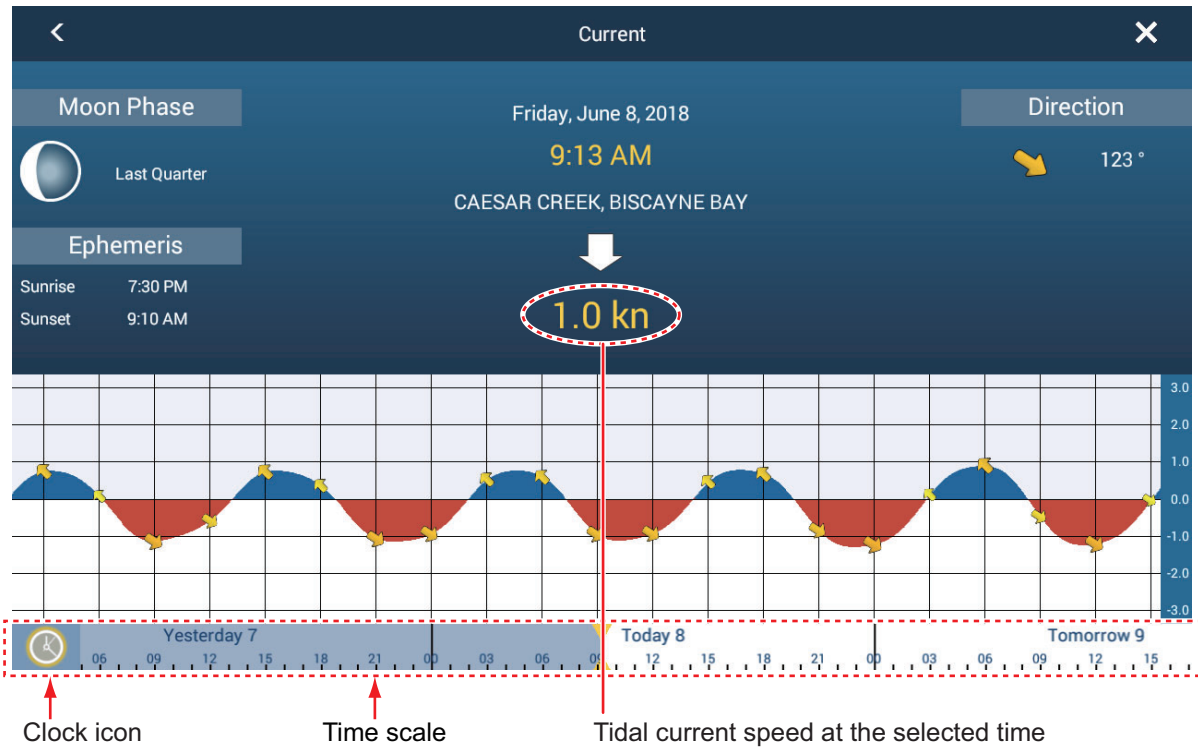 Current
Moon Phase
Friday, June 8, 2018
Direction
9:13 AM
123 °
Last Quarter
CAESAR CREEK, BISCAYNE BAY
Ephemeris
Sunrise 7:30 PM
Sunset 9:10 AM
1.0 kn
3.0
2.0
1.0
0.0
-1.0
-2.0
-3.0
Yesterday 7 Today 8 Tomorrow 9
06 09 12 15 18 21 00 03 06 09 12 15 18 21 00 03 06 09 12 15
Clock icon Time scale Tidal current speed at the selected time